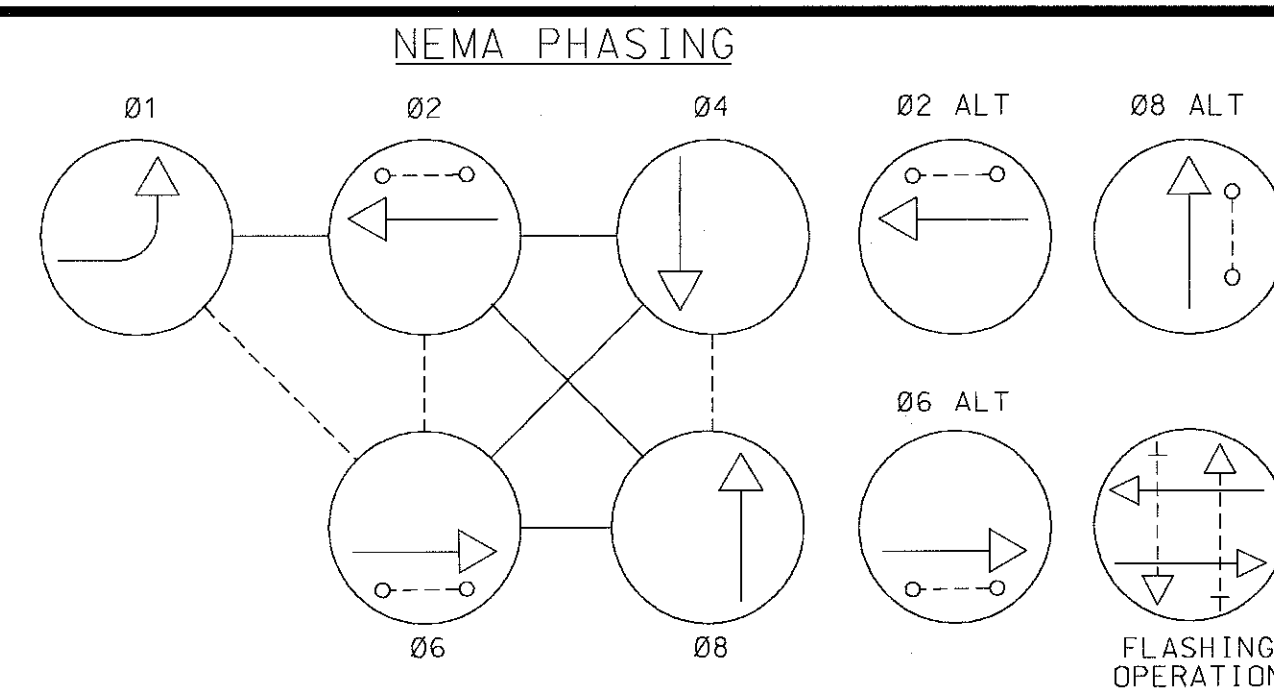 NEMA PHASING
Ø1
Ø2
Ø4
Ø2 ALT
Ø8 ALT
Ø6 ALT
Ø6
Ø8
FLASHING
OPERATION